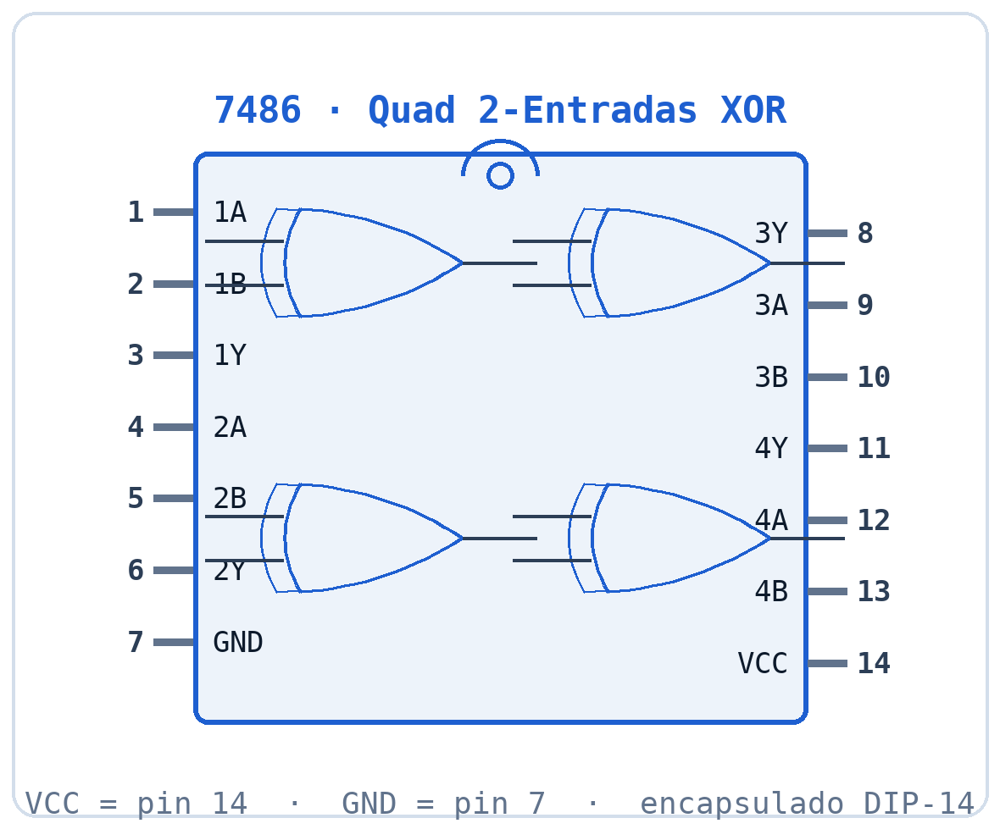 7486 · Quad 2-Entradas XOR
1 1A
3Y 8
2 1B
3A 9
3 1Y
3B 10
4 2A
4Y 11
5 2B
4A 12
6 2Y
4B 13
7 GND
VCC 14
VCC = pin 14 · GND = pin 7 · encapsulado DIP-14